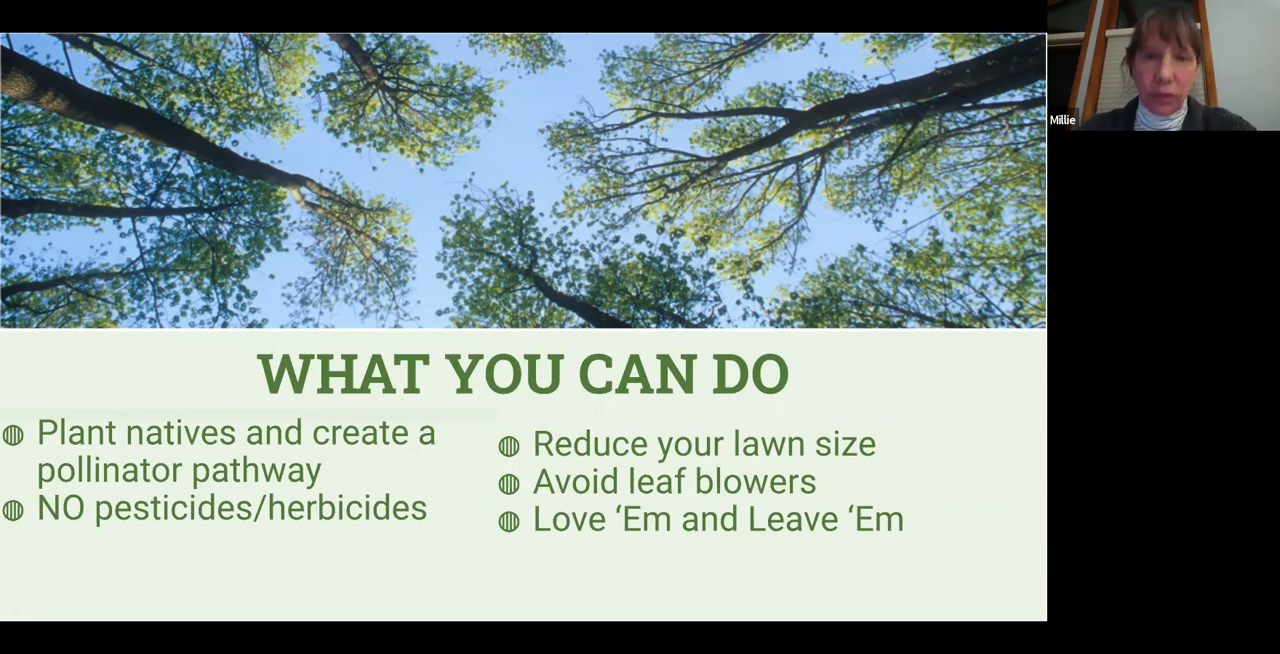 WHAT YOU CAN DO
Plant natives and create a
pollinator pathway
NO pesticides/herbicides
Reduce your lawn size
Avoid leaf blowers
Love ‘Em and Leave ‘Em
Millie